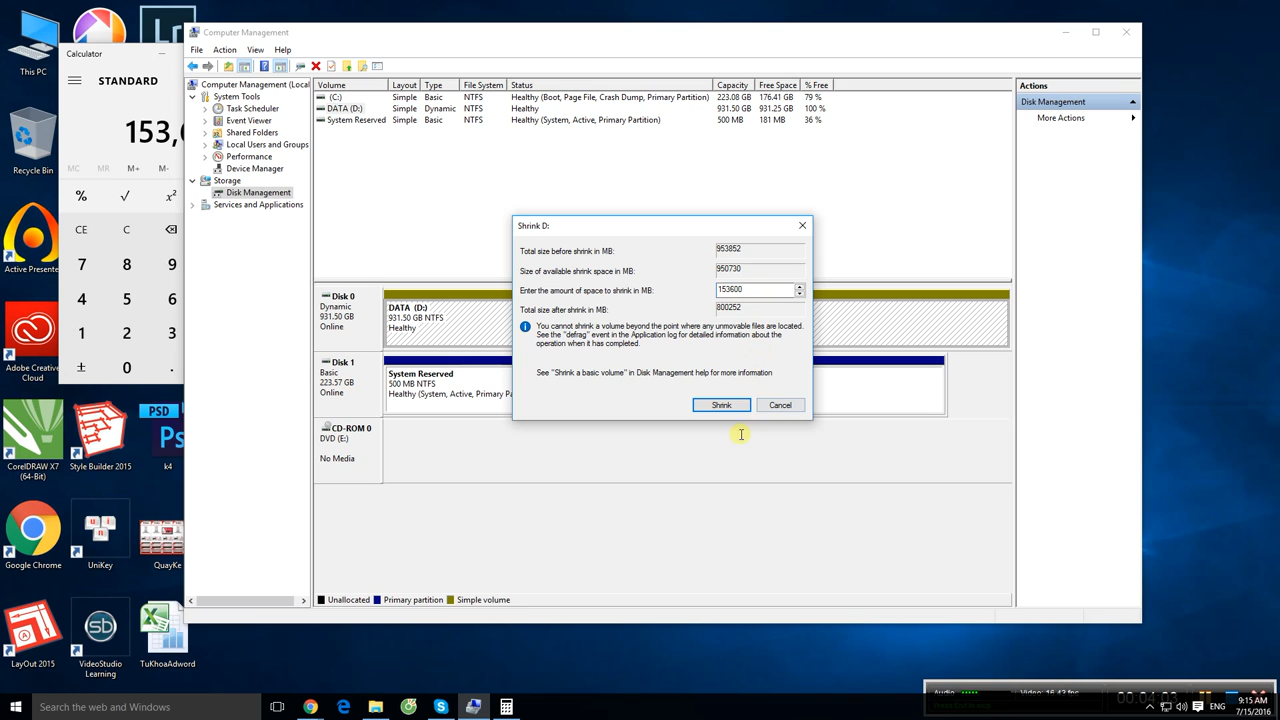 This PC
Recycle Bin
Active Presenter
Adobe Creative
Cloud
CorelDRAW X7
(64-Bit)
Style Builder 2015
PSD
Ps
k4
Google Chrome
UniKey
QuayKe
LayOut 2015
VideoStudio
Learning
TuKhoaAdword
Lr
Calculator
STANDARD
153,
MC MR M+ M-
% √ x²
CE C
7 8 9
4 5 6
1 2 3
± 0 .
Computer Management
File Action View Help
Computer Management (Local
System Tools
Task Scheduler
Event Viewer
Shared Folders
Local Users and Groups
Performance
Device Manager
Storage
Disk Management
Services and Applications
Volume Layout Type File System Status Capacity Free Space % Free
(C:) Simple Basic NTFS Healthy (Boot, Page File, Crash Dump, Primary Partition) 223.08 GB 176.41 GB 79 %
DATA (D:) Simple Dynamic NTFS Healthy 931.50 GB 931.25 GB 100 %
System Reserved Simple Basic NTFS Healthy (System, Active, Primary Partition) 500 MB 181 MB 36 %
Actions
Disk Management
More Actions
Disk 0
Dynamic
931.50 GB
Online
DATA (D:)
931.50 GB NTFS
Healthy
Disk 1
Basic
223.57 GB
Online
System Reserved
500 MB NTFS
Healthy (System, Active, Primary Pa
CD-ROM 0
DVD (E:)
No Media
Unallocated Primary partition Simple volume
Shrink D:
Total size before shrink in MB: 953852
Size of available shrink space in MB: 950730
Enter the amount of space to shrink in MB: 153600
Total size after shrink in MB: 800252
You cannot shrink a volume beyond the point where any unmovable files are located.
See the "defrag" event in the Application log for detailed information about the
operation when it has completed.
See "Shrink a basic volume" in Disk Management help for more information
Shrink Cancel
Search the web and Windows
Audio
Video: 16.43 fps
00:04:03
ENG
9:15 AM
7/15/2016